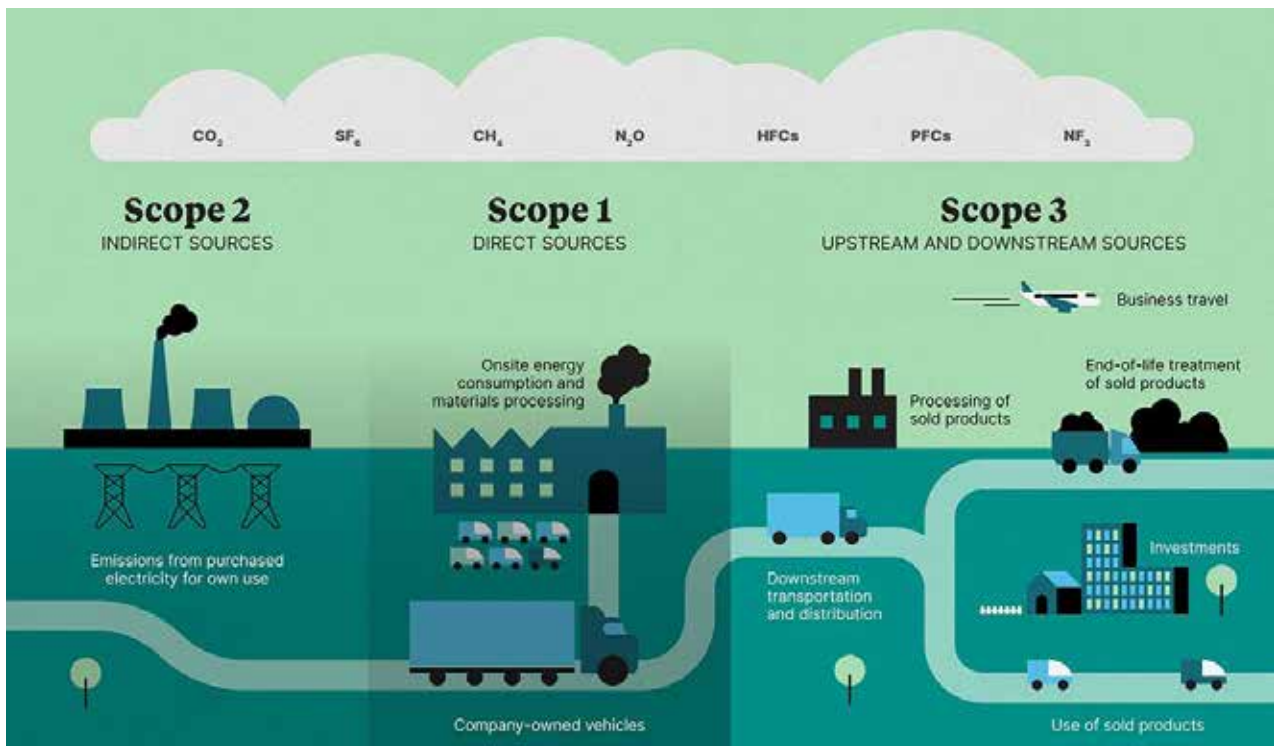 CO₂ SF₆ CH₄ N₂O HFCs PFCs NF₃
Scope 2
INDIRECT SOURCES
Emissions from purchased
electricity for own use
Scope 1
DIRECT SOURCES
Onsite energy
consumption and
materials processing
Company-owned vehicles
Scope 3
UPSTREAM AND DOWNSTREAM SOURCES
Business travel
Processing of
sold products
End-of-life treatment
of sold products
Downstream
transportation
and distribution
Investments
Use of sold products